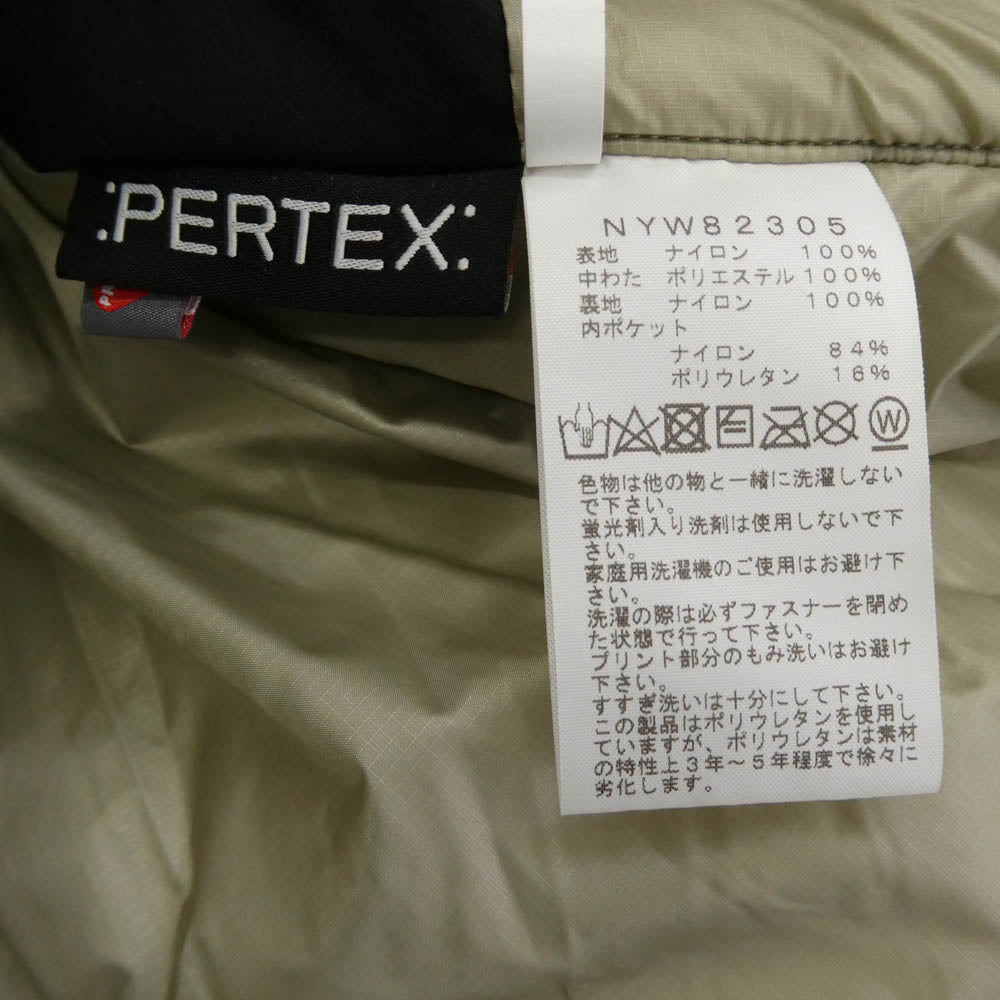 :PERTEX:
PR
NYW82305
表地 ナイロン 100%
中わた ポリエステル 100%
裏地 ナイロン 100%
内ポケット
ナイロン 84%
ポリウレタン 16%
W
色物は他の物と一緒に洗濯しない
で下さい。
蛍光剤入り洗剤は使用しないで下
さい。
家庭用洗濯機のご使用はお避け下
さい。
洗濯の際は必ずファスナーを閉め
た状態で行って下さい。
プリント部分のもみ洗いはお避け
下さい。
すすぎ洗いは十分にして下さい。
この製品はポリウレタンを使用し
ていますが、ポリウレタンは素材
の特性上3年～5年程度で徐々に
劣化します。